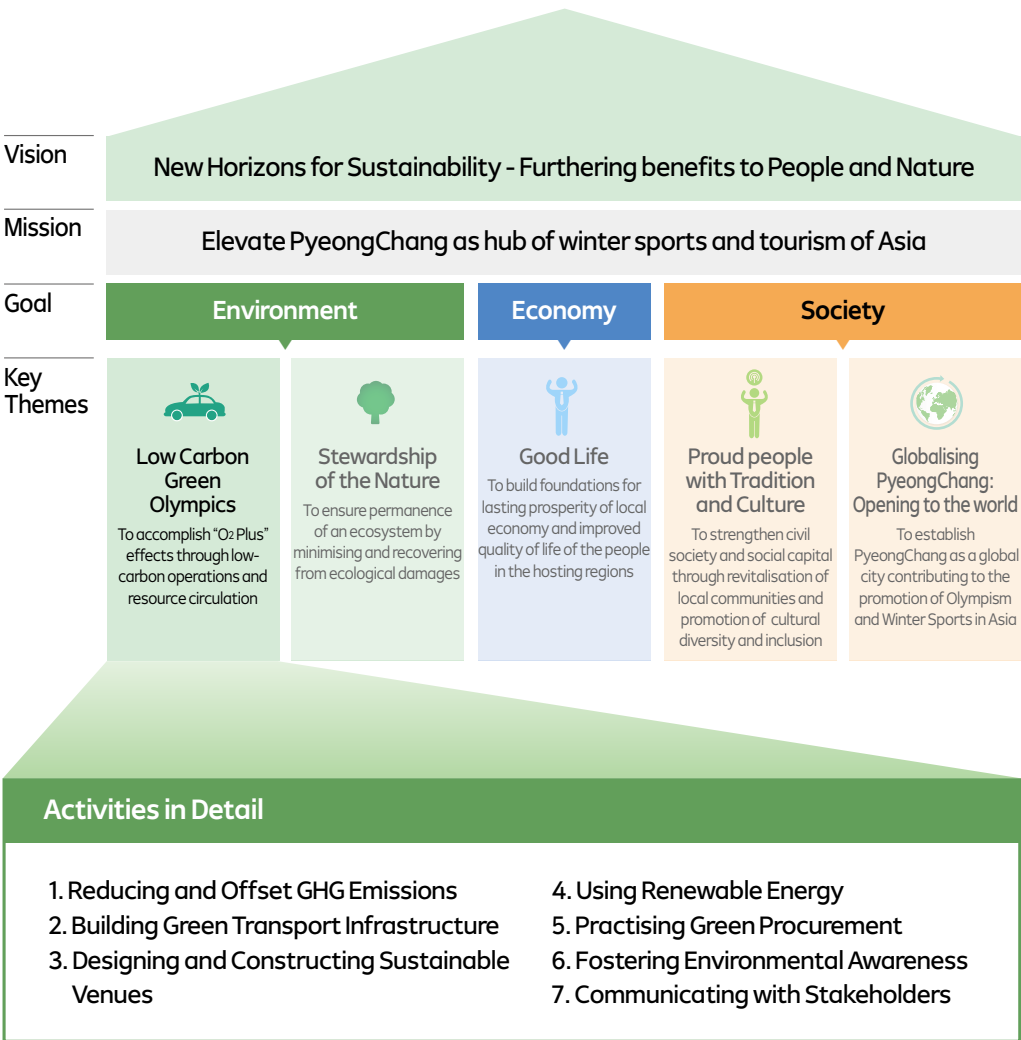 Vision
New Horizons for Sustainability - Furthering benefits to People and Nature
Mission
Elevate PyeongChang as hub of winter sports and tourism of Asia
Goal
Environment
Economy
Society
Key
Themes
Low Carbon
Green
Olympics
To accomplish “O2 Plus”
effects through low-
carbon operations and
resource circulation
Stewardship
of the Nature
To ensure permanence
of an ecosystem by
minimising and recovering
from ecological damages
Good Life
To build foundations for
lasting prosperity of local
economy and improved
quality of life of the people
in the hosting regions
Proud people
with Tradition
and Culture
To strengthen civil
society and social capital
through revitalisation of
local communities and
promotion of cultural
diversity and inclusion
Globalising
PyeongChang:
Opening to the world
To establish
PyeongChang as a global
city contributing to the
promotion of Olympism
and Winter Sports in Asia
Activities in Detail
1. Reducing and Offset GHG Emissions
2. Building Green Transport Infrastructure
3. Designing and Constructing Sustainable
Venues
4. Using Renewable Energy
5. Practising Green Procurement
6. Fostering Environmental Awareness
7. Communicating with Stakeholders